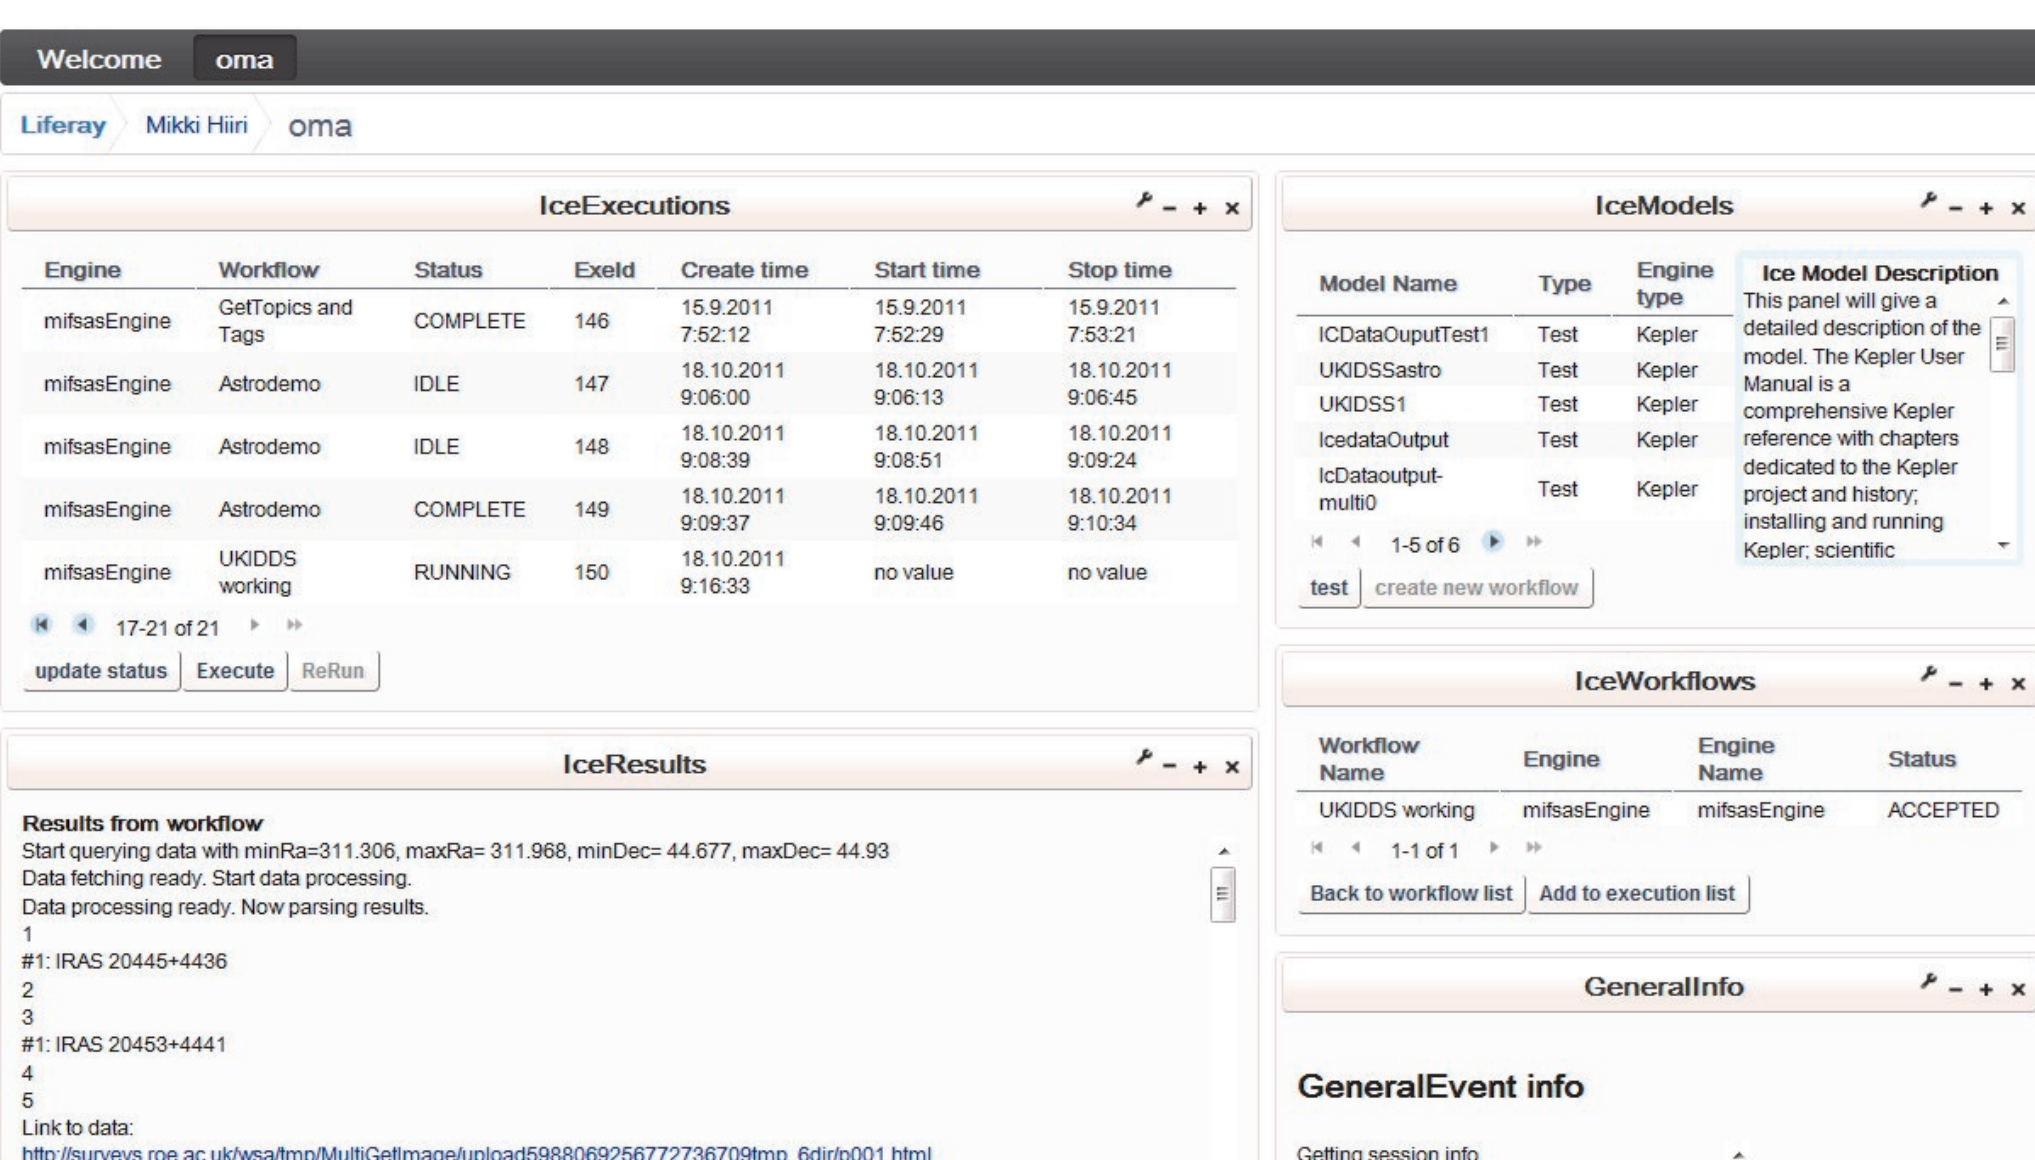 Welcome oma
Liferay Mikki Hiiri oma
IceExecutions
Engine Workflow Status ExeId Create time Start time Stop time
mifsasEngine GetTopics and Tags COMPLETE 146 15.9.2011 7:52:12 15.9.2011 7:52:29 15.9.2011 7:53:21
mifsasEngine Astrodemo IDLE 147 18.10.2011 9:06:00 18.10.2011 9:06:13 18.10.2011 9:06:45
mifsasEngine Astrodemo IDLE 148 18.10.2011 9:08:39 18.10.2011 9:08:51 18.10.2011 9:09:24
mifsasEngine Astrodemo COMPLETE 149 18.10.2011 9:09:37 18.10.2011 9:09:46 18.10.2011 9:10:34
mifsasEngine UKIDDS working RUNNING 150 18.10.2011 9:16:33 no value no value
17-21 of 21
update status Execute ReRun
IceResults
Results from workflow
Start querying data with minRa=311.306, maxRa= 311.968, minDec= 44.677, maxDec= 44.93
Data fetching ready. Start data processing.
Data processing ready. Now parsing results.
1
#1: IRAS 20445+4436
2
3
#1: IRAS 20453+4441
4
5
Link to data:
http://surveys.roe.ac.uk/wsa/tmp/MultiGetImage/upload5988069256772736709tmp_6dir/p001.html
IceModels
Model Name Type Engine type
ICDataOuputTest1 Test Kepler
UKIDSSastro Test Kepler
UKIDSS1 Test Kepler
IcedataOutput Test Kepler
IcDataoutput-multi0 Test Kepler
1-5 of 6
test create new workflow
Ice Model Description
This panel will give a
detailed description of the
model. The Kepler User
Manual is a
comprehensive Kepler
reference with chapters
dedicated to the Kepler
project and history;
installing and running
Kepler; scientific
IceWorkflows
Workflow Name Engine Engine Name Status
UKIDDS working mifsasEngine mifsasEngine ACCEPTED
1-1 of 1
Back to workflow list Add to execution list
GeneralInfo
GeneralEvent info
Getting session info